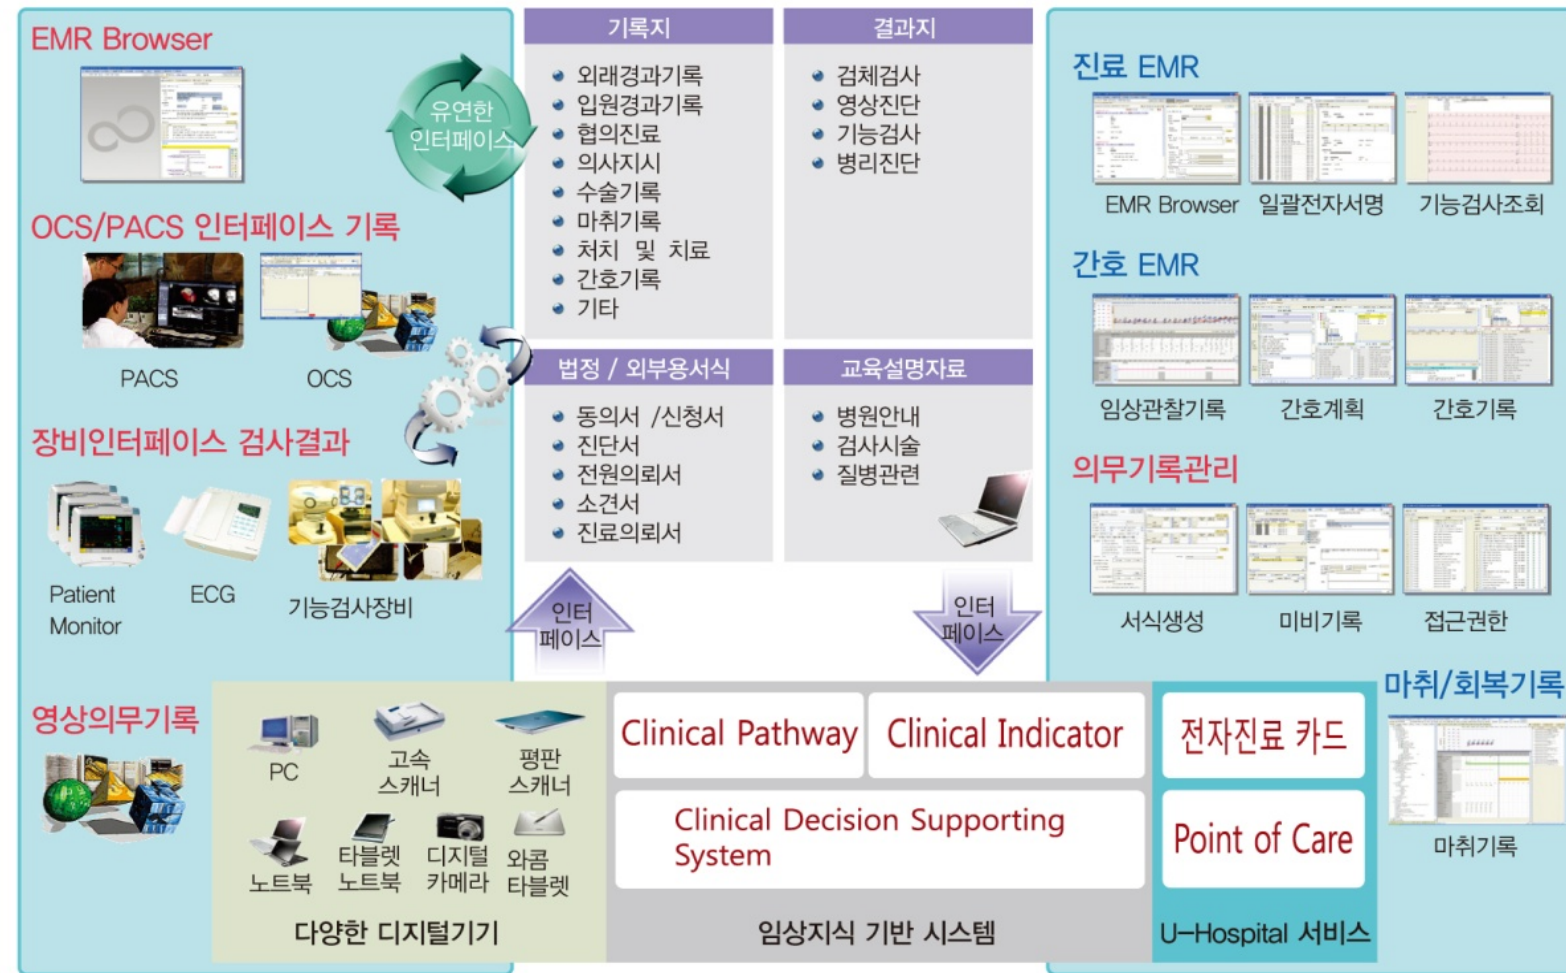 EMR Browser
유연한
인터페이스
OCS/PACS 인터페이스 기록
PACS
OCS
장비인터페이스 검사결과
Patient
Monitor
ECG
기능검사장비
영상의무기록
기록지
외래경과기록
입원경과기록
협의진료
의사지시
수술기록
마취기록
처치 및 치료
간호기록
기타
결과지
검체검사
영상진단
기능검사
병리진단
법정 / 외부용서식
동의서 /신청서
진단서
전원의뢰서
소견서
진료의뢰서
교육설명자료
병원안내
검사시술
질병관련
인터
페이스
인터
페이스
진료 EMR
EMR Browser
일괄전자서명
기능검사조회
간호 EMR
임상관찰기록
간호계획
간호기록
의무기록관리
서식생성
미비기록
접근권한
마취/회복기록
마취기록
PC
고속
스캐너
평판
스캐너
노트북
타블렛
노트북
디지털
카메라
와콤
타블렛
다양한 디지털기기
Clinical Pathway
Clinical Indicator
Clinical Decision Supporting
System
임상지식 기반 시스템
전자진료 카드
Point of Care
U-Hospital 서비스